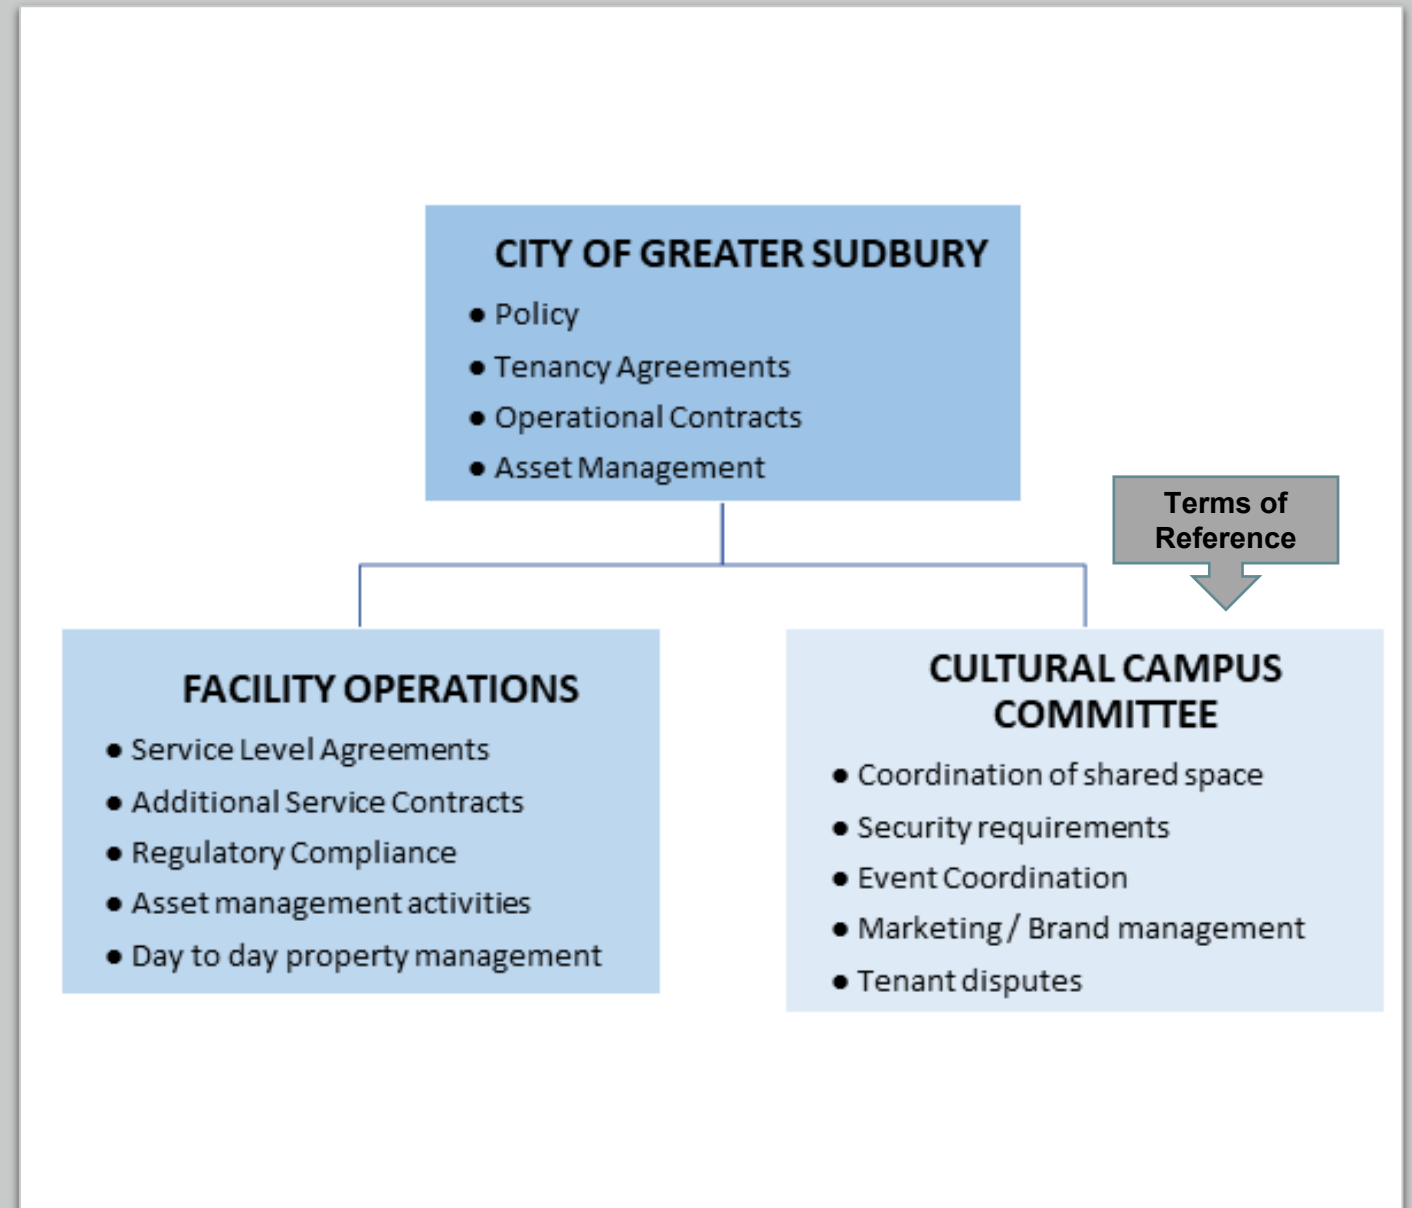 CITY OF GREATER SUDBURY
● Policy
● Tenancy Agreements
● Operational Contracts
● Asset Management
Terms of
Reference
FACILITY OPERATIONS
● Service Level Agreements
● Additional Service Contracts
● Regulatory Compliance
● Asset management activities
● Day to day property management
CULTURAL CAMPUS
COMMITTEE
● Coordination of shared space
● Security requirements
● Event Coordination
● Marketing / Brand management
● Tenant disputes